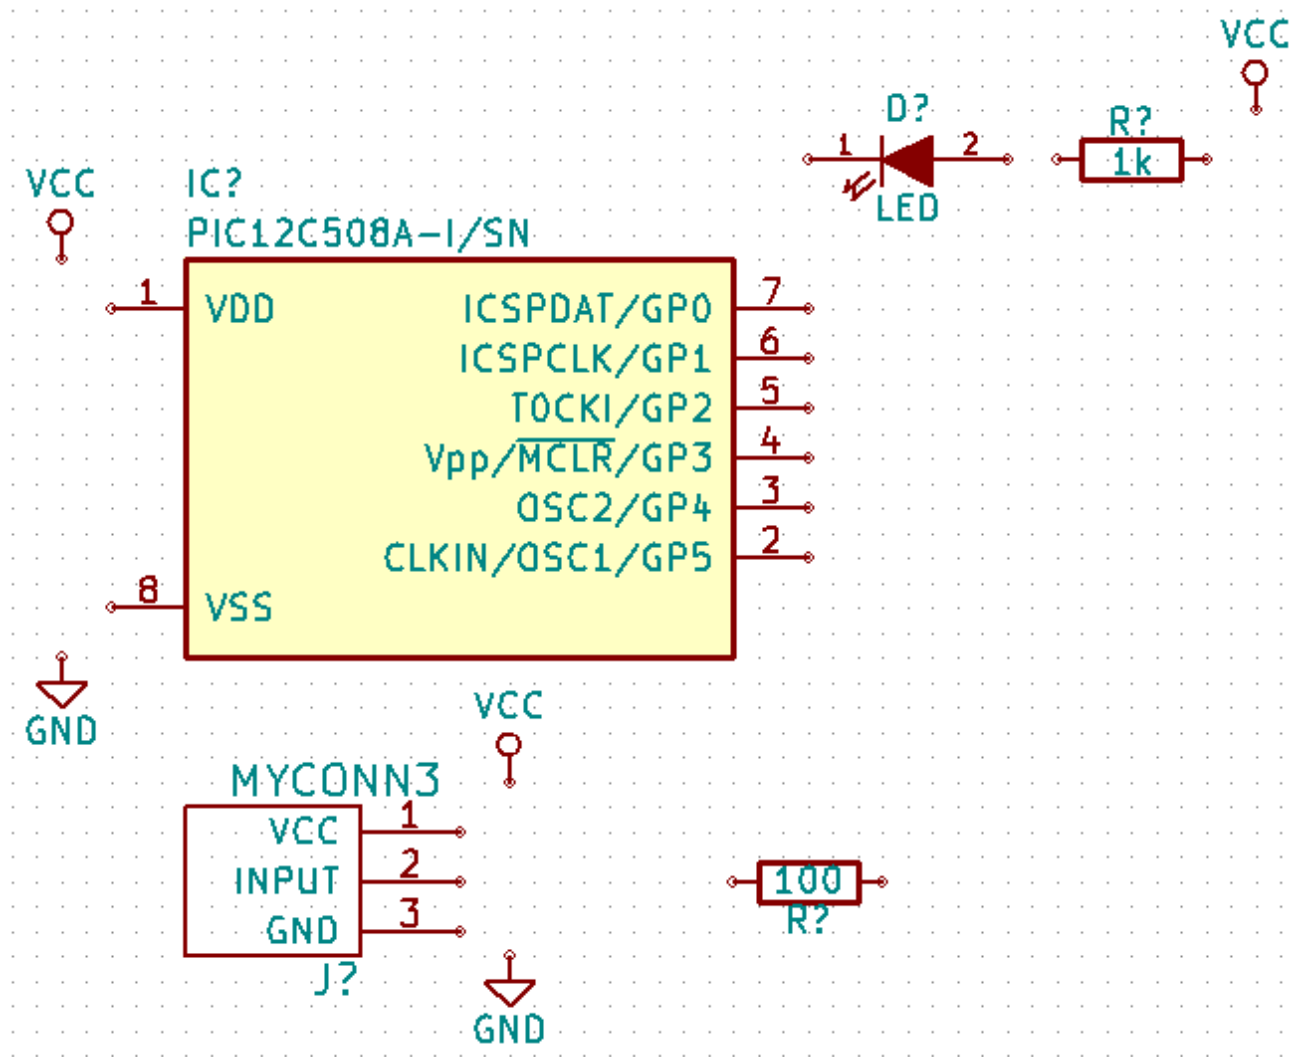 VCC
D?
1
2
LED
R?
1k
VCC
IC?
PIC12C508A-I/SN
1
VDD
ICSPDAT/GP0
7
ICSPCLK/GP1
6
T0CKI/GP2
5
Vpp/MCLR/GP3
4
OSC2/GP4
3
CLKIN/OSC1/GP5
2
8
VSS
GND
VCC
MYCONN3
VCC
1
INPUT
2
GND
3
J?
GND
100
R?